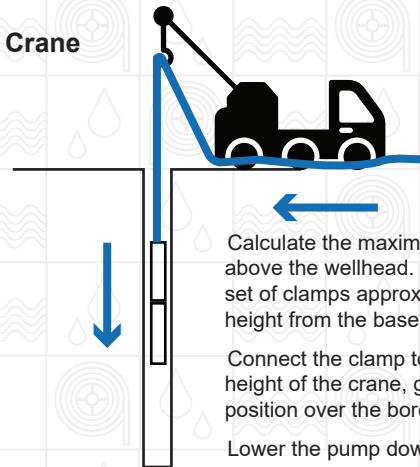 Crane
Calculate the maxim
above the wellhead.
set of clamps approx
height from the base
Connect the clamp to
height of the crane, g
position over the bor
Lower the pump dow